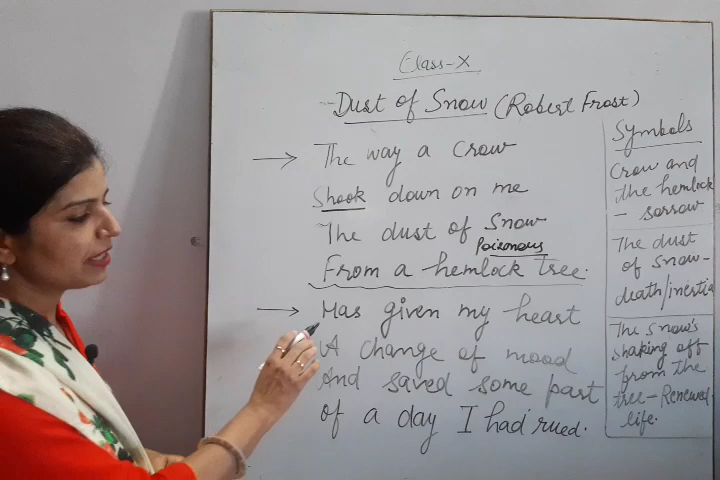 Class-X
Dust of Snow (Robert Frost)
The way a Crow
Shook down on me
The dust of Snow
Poisonous
From a hemlock tree.
Has given my heart
A change of mood
And saved some part
of a day I had rued.
Symbols
Crow and
the hemlock
- sorrow
The dust
of snow-
death/inertia
The snow's
shaking off
from the
tree-Renewed
life.